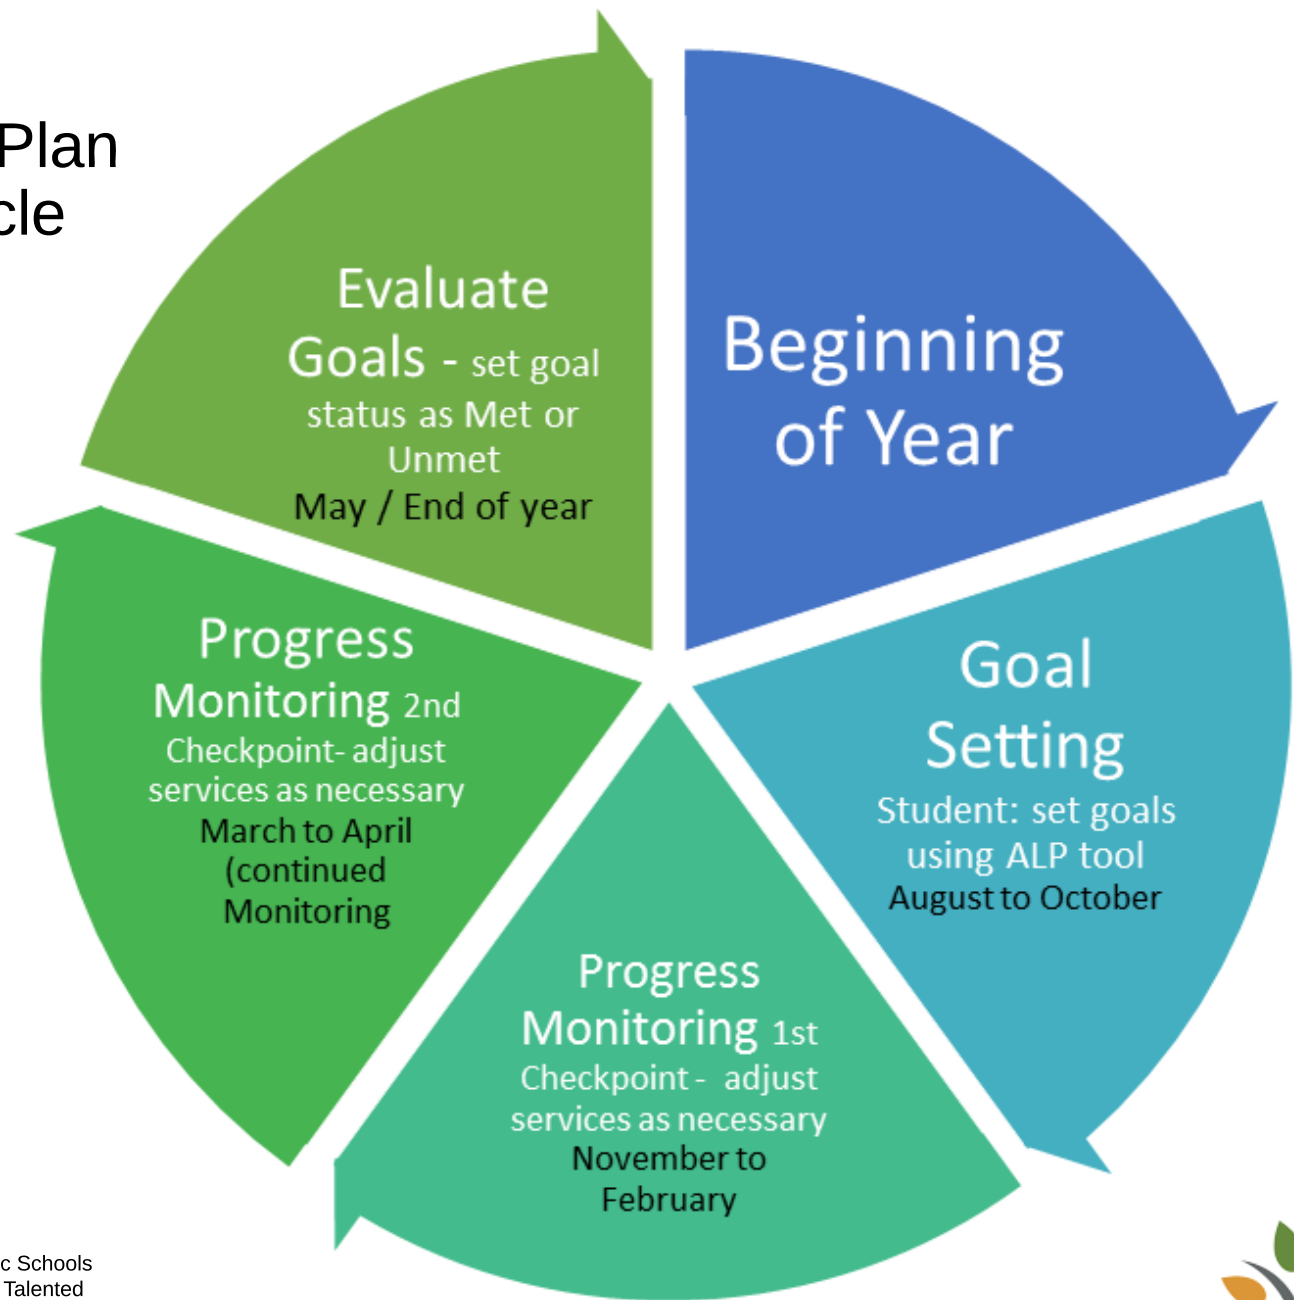 Plan
cle
Beginning
of Year
Goal
Setting
Student: set goals
using ALP tool
August to October
Progress
Monitoring 1st
Checkpoint - adjust
services as necessary
November to
February
Progress
Monitoring 2nd
Checkpoint- adjust
services as necessary
March to April
(continued
Monitoring
Evaluate
Goals - set goal
status as Met or
Unmet
May / End of year
c Schools
Talented